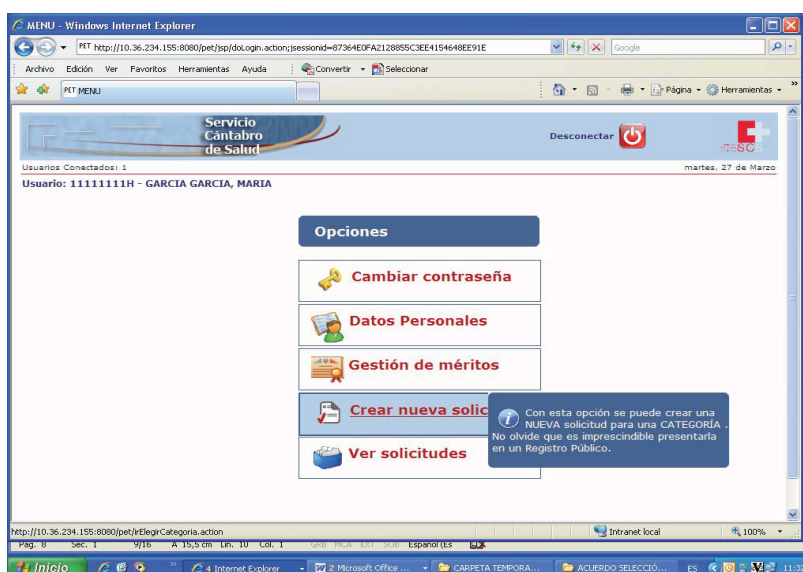 MENU - Windows Internet Explorer
PET http://10.36.234.155:8080/pet/jsp/doLogin.action;jsessionid=87364E0FA2128855C3EE4154648EE91E
Google
Archivo Edición Ver Favoritos Herramientas Ayuda Convertir Seleccionar
PET MENU
Página Herramientas
Servicio
Cántabro
de Salud
Desconectar
SC
Usuarios Conectados: 1
martes, 27 de Marzo
Usuario: 11111111H - GARCIA GARCIA, MARIA
Opciones
Cambiar contraseña
Datos Personales
Gestión de méritos
Crear nueva solic
Con esta opción se puede crear una
NUEVA solicitud para una CATEGORÍA .
No olvide que es imprescindible presentarla
en un Registro Público.
Ver solicitudes
http://10.36.234.155:8080/pet/irElegirCategoria.action
Intranet local
100%
Pág. 8 Sec. 1 9/16 A 15,5 cm Lín. 10 Col. 1 GRB MCA EXT SOB Español (Es
Inicio
4 Internet Explorer
2 Microsoft Office ...
CARPETA TEMPORA...
ACUERDO SELECCIÓ...
ES
11:32